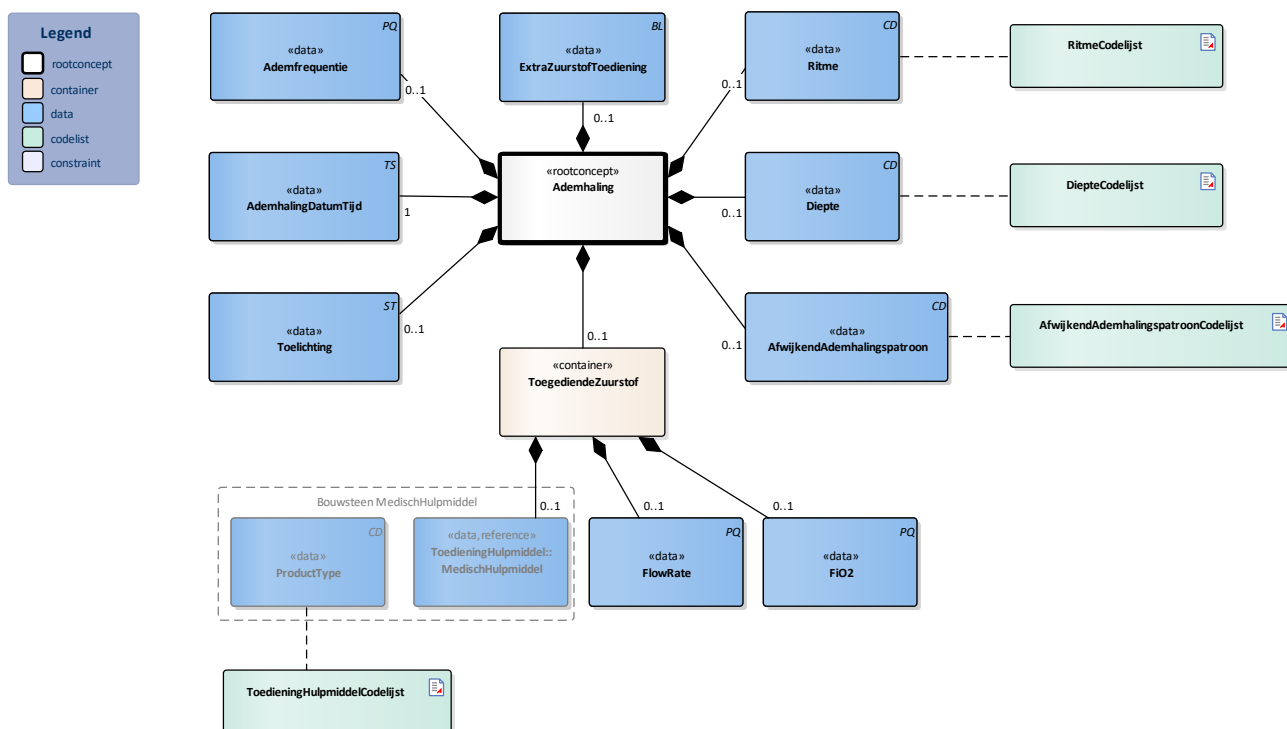 Legend
rootconcept
container
data
codelist
constraint
PQ
«data»
Ademfrequentie
0..1
BL
«data»
ExtraZuurstofToediening
0..1
CD
«data»
Ritme
0..1
RitmeCodelijst
TS
«data»
AdemhalingDatumTijd
1
«rootconcept»
Ademhaling
CD
«data»
Diepte
0..1
DiepteCodelijst
ST
«data»
Toelichting
0..1
0..1
CD
«data»
AfwijkendAdemhalingspatroon
0..1
AfwijkendAdemhalingspatroonCodelijst
«container»
ToegediendeZuurstof
Bouwsteen MedischHulpmiddel
CD
«data»
ProductType
0..1
«data,reference»
ToedieningHulpmiddel::
MedischHulpmiddel
0..1
PQ
«data»
FlowRate
0..1
PQ
«data»
FiO2
ToedieningHulpmiddelCodelijst